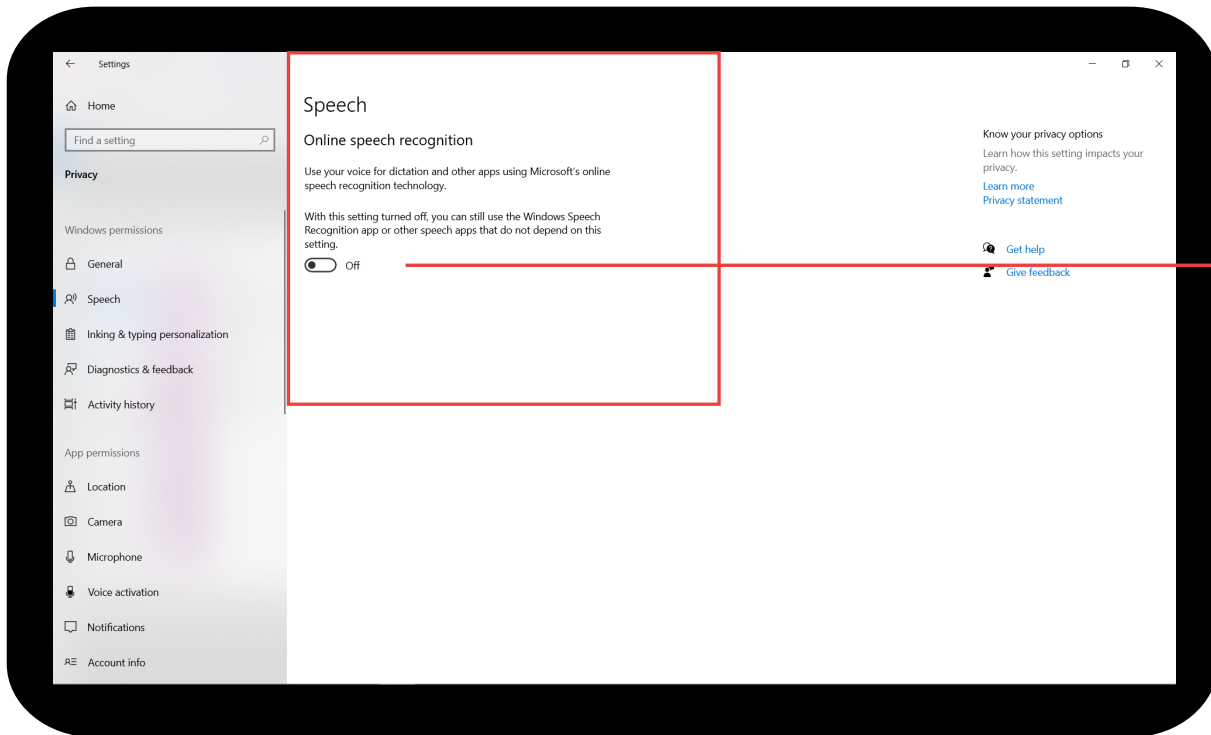 Settings
Home
Find a setting
Privacy
Windows permissions
General
Speech
Inking & typing personalization
Diagnostics & feedback
Activity history
App permissions
Location
Camera
Microphone
Voice activation
Notifications
Account info
Speech
Online speech recognition
Use your voice for dictation and other apps using Microsoft's online
speech recognition technology.
With this setting turned off, you can still use the Windows Speech
Recognition app or other speech apps that do not depend on this
setting.
Off
Know your privacy options
Learn how this setting impacts your
privacy.
Learn more
Privacy statement
Get help
Give feedback